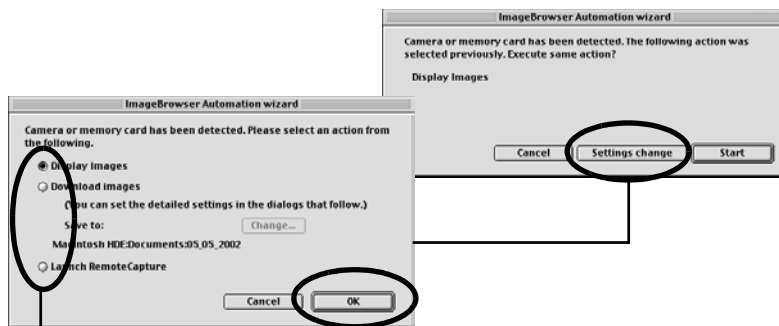 ImageBrowser Automation wizard
Camera or memory card has been detected. The following action was
selected previously. Execute same action?
Display Images
Cancel
Settings change
Start
ImageBrowser Automation wizard
Camera or memory card has been detected. Please select an action from
the following.
Display Images
Download images
(You can set the detailed settings in the dialogs that follow.)
Save to:
Change...
Macintosh HDE:Documents:05_05_2002
Launch RemoteCapture
Cancel
OK